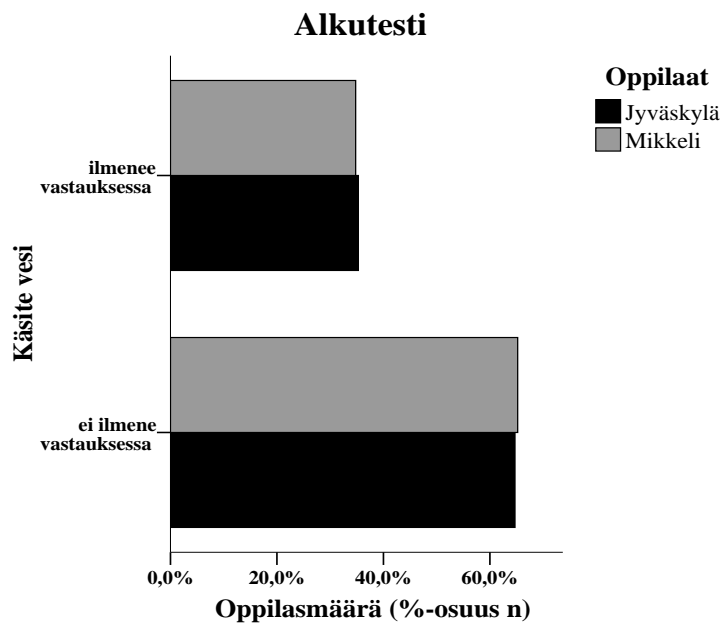 Alkutesti
Oppilaat
Jyväskylä
Mikkeli
ilmenee
vastauksessa
Käsite vesi
ei ilmene
vastauksessa
0,0%
20,0%
40,0%
60,0%
Oppilasmäärä (%-osuus n)